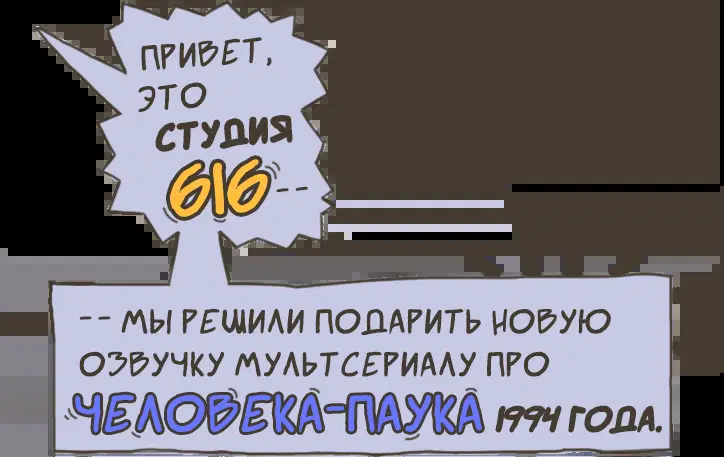 ПРИВЕТ,
ЭТО
СТУДИЯ
616--
-- МЫ РЕШИЛИ ПОДАРИТЬ НОВУЮ
ОЗВУЧКУ МУЛЬТСЕРИАЛУ ПРО
ЧЕЛОВЕКА-ПАУКА 1994 ГОДА.